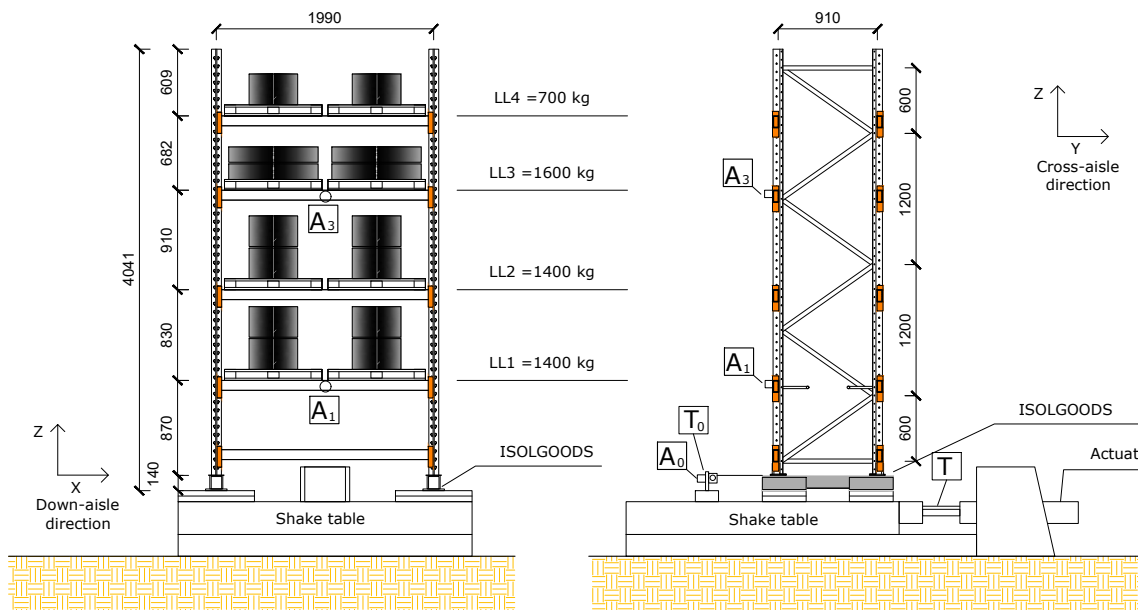 1990
4041
609
682
910
830
870
140
LL4 =700 kg
LL3 =1600 kg
LL2 =1400 kg
LL1 =1400 kg
A3
A1
ISOLGOODS
Z
X
Down-aisle
direction
Shake table
910
600
1200
1200
600
Z
Y
Cross-aisle
direction
A3
A1
T0
A0
ISOLGOODS
Actuat
T
Shake table